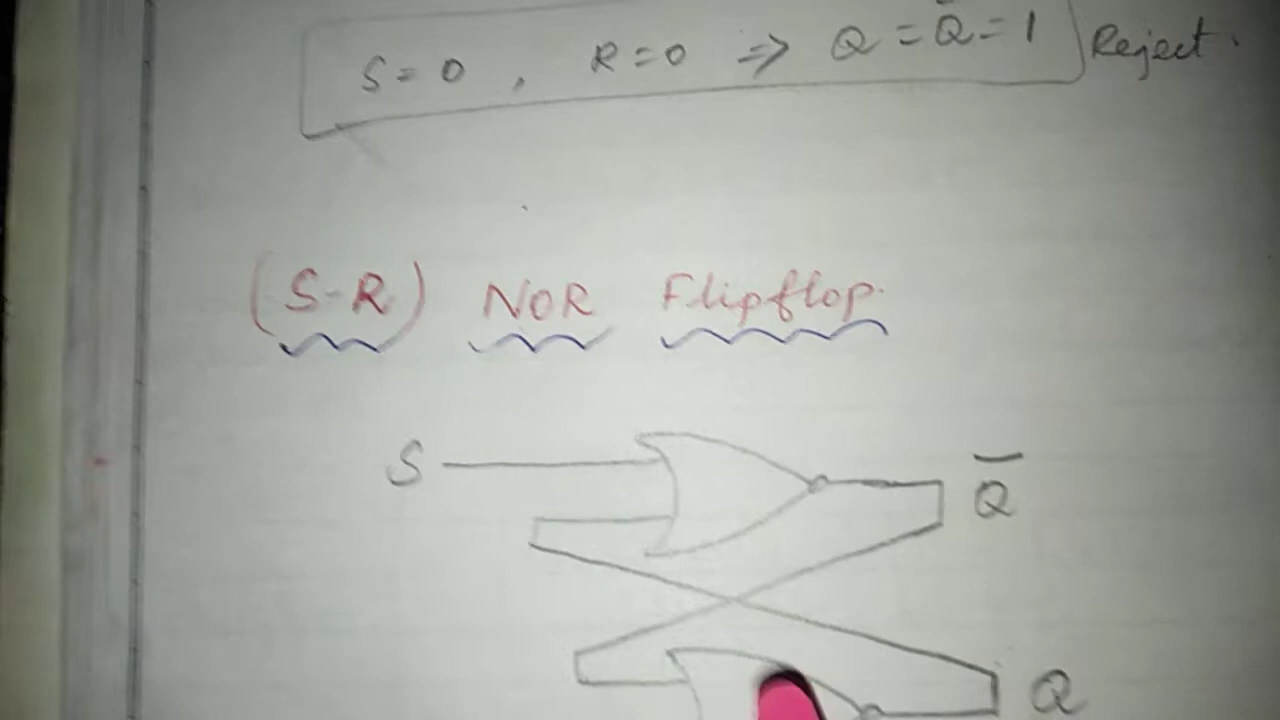 S = 0 , R = 0 ⇒ Q = Q̅ = 1 Reject.
(S-R) NOR Flipflop.
S
Q̅
Q